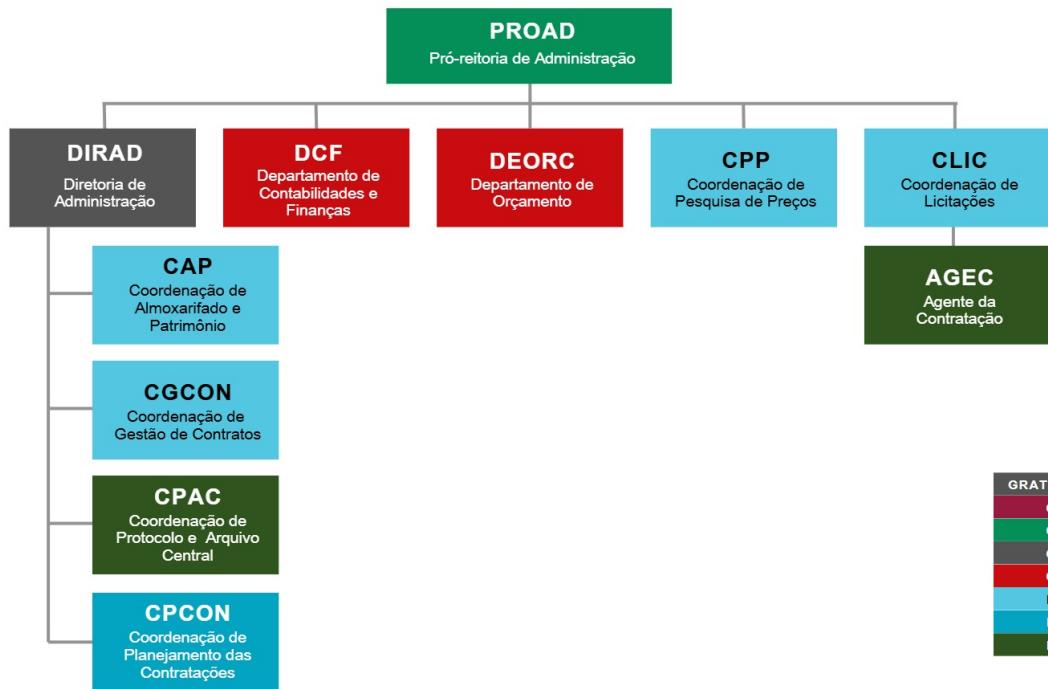 PROAD
Pró-reitoria de Administração
DIRAD
Diretoria de
Administração
DCF
Departamento de
Contabilidades e
Finanças
DEORC
Departamento de
Orçamento
CPP
Coordenação de
Pesquisa de Preços
CLIC
Coordenação de
Licitações
CAP
Coordenação de
Almoxarifado e
Patrimônio
AGEC
Agente da
Contratação
CGCON
Coordenação de
Gestão de Contratos
CPAC
Coordenação de
Protocolo e Arquivo
Central
CPCON
Coordenação de
Planejamento das
Contratações